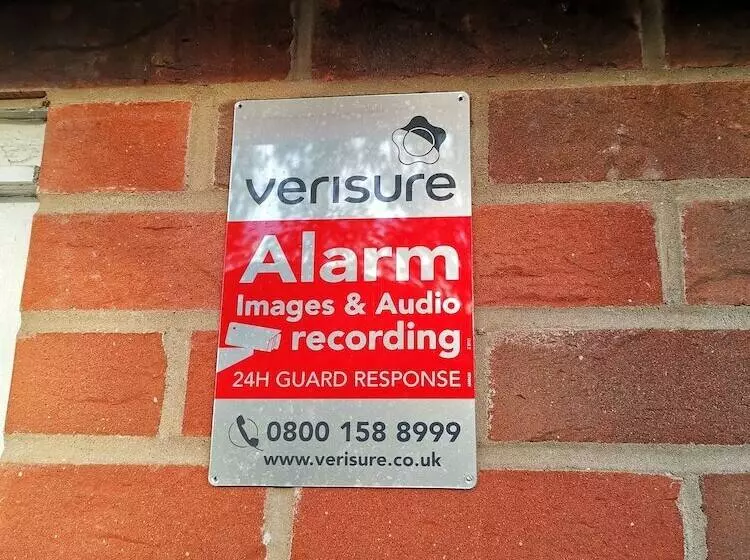 verisure
Alarm
Images & Audio
recording
24H GUARD RESPONSE
0800 158 8999
www.verisure.co.uk